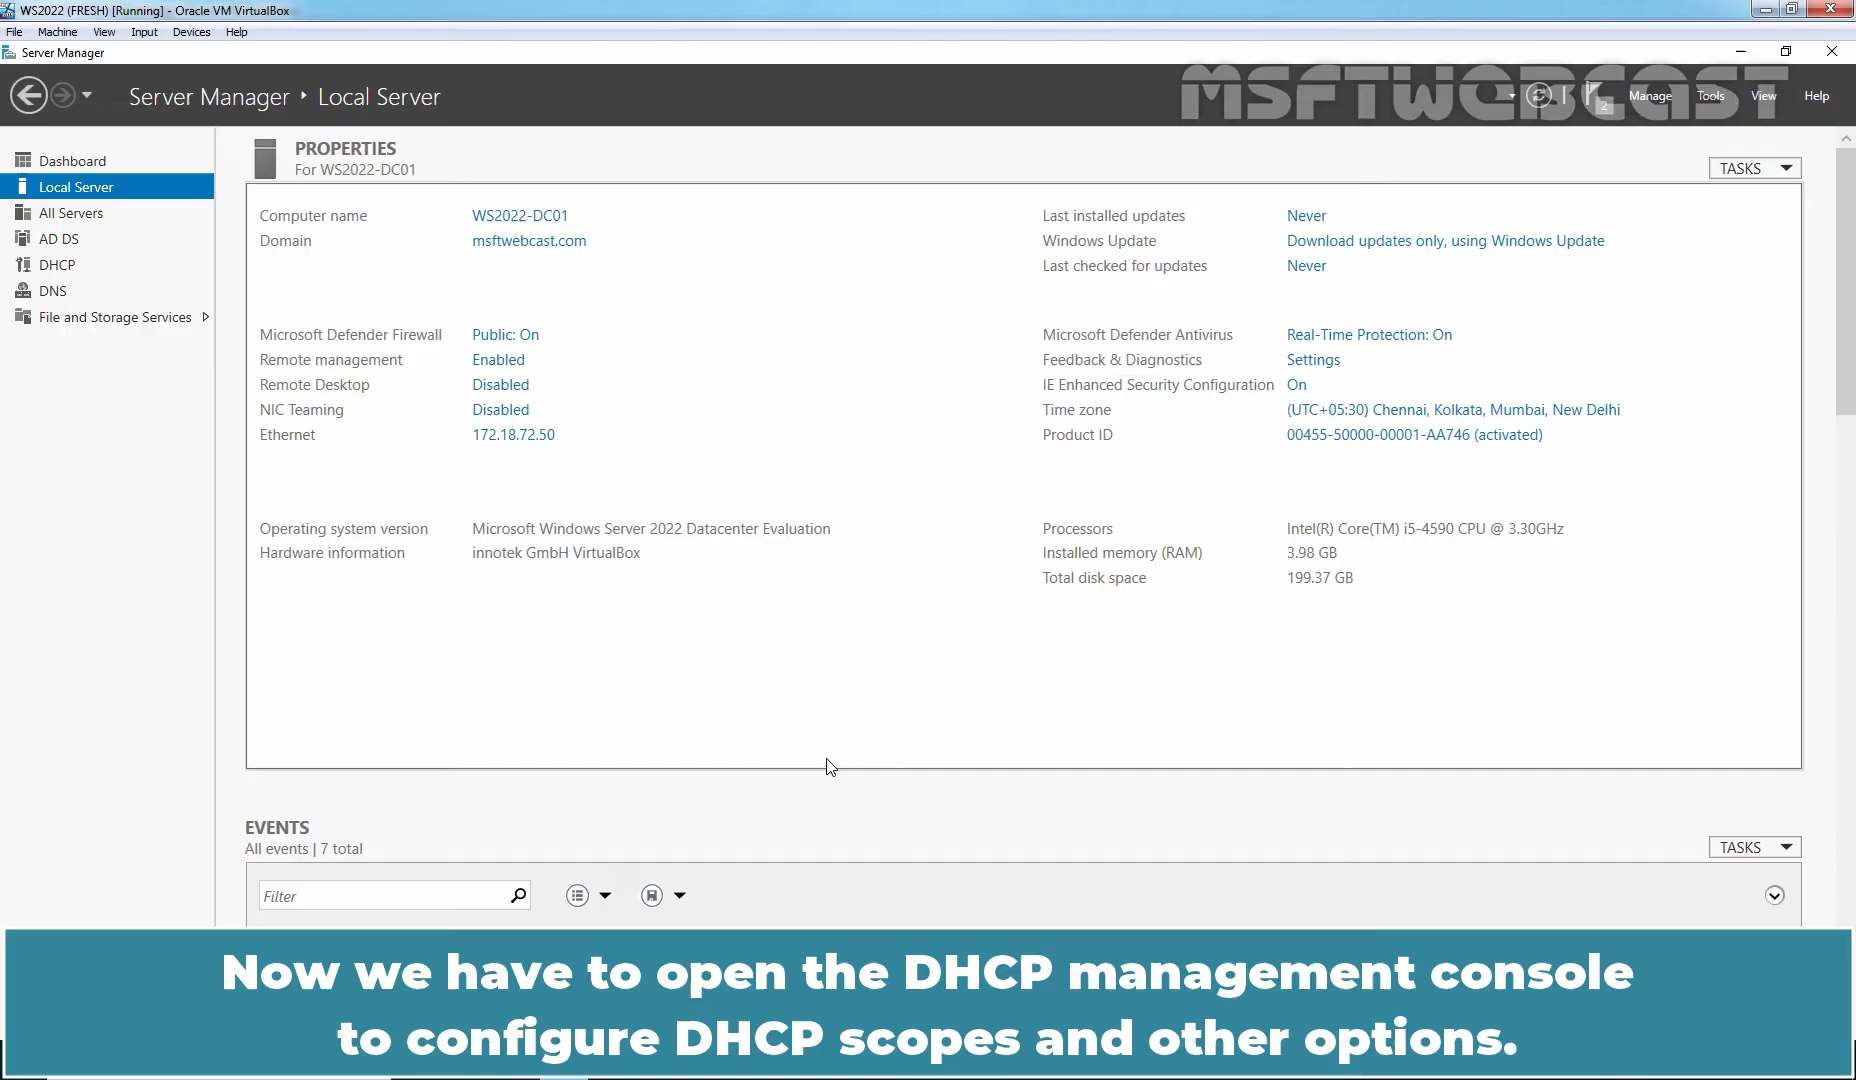 WS2022 (FRESH) [Running] - Oracle VM VirtualBox
File Machine View Input Devices Help
Server Manager
Server Manager ‣ Local Server
MSFTWEBCAST
2 Manage Tools View Help
Dashboard
Local Server
All Servers
AD DS
DHCP
DNS
File and Storage Services
PROPERTIES
For WS2022-DC01
TASKS
Computer name WS2022-DC01 Last installed updates Never
Domain msftwebcast.com Windows Update Download updates only, using Windows Update
Last checked for updates Never
Microsoft Defender Firewall Public: On Microsoft Defender Antivirus Real-Time Protection: On
Remote management Enabled Feedback & Diagnostics Settings
Remote Desktop Disabled IE Enhanced Security Configuration On
NIC Teaming Disabled Time zone (UTC+05:30) Chennai, Kolkata, Mumbai, New Delhi
Ethernet 172.18.72.50 Product ID 00455-50000-00001-AA746 (activated)
Operating system version Microsoft Windows Server 2022 Datacenter Evaluation Processors Intel(R) Core(TM) i5-4590 CPU @ 3.30GHz
Hardware information innotek GmbH VirtualBox Installed memory (RAM) 3.98 GB
Total disk space 199.37 GB
EVENTS
All events | 7 total
TASKS
Filter
Now we have to open the DHCP management console
to configure DHCP scopes and other options.